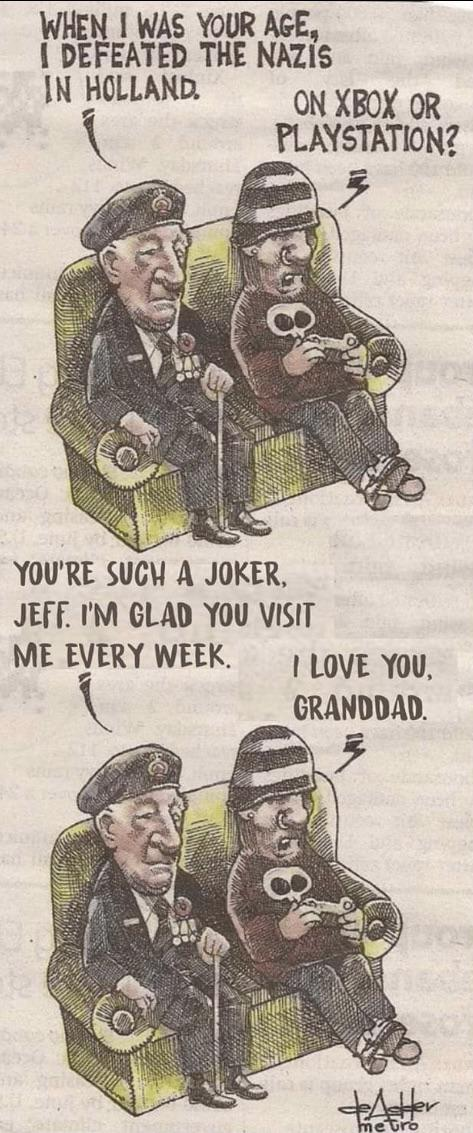 WHEN I WAS YOUR AGE,
I DEFEATED THE NAZIS
IN HOLLAND.
ON XBOX OR
PLAYSTATION?
YOU'RE SUCH A JOKER,
JEFF. I'M GLAD YOU VISIT
ME EVERY WEEK.
I LOVE YOU,
GRANDDAD.
deAdder
metro